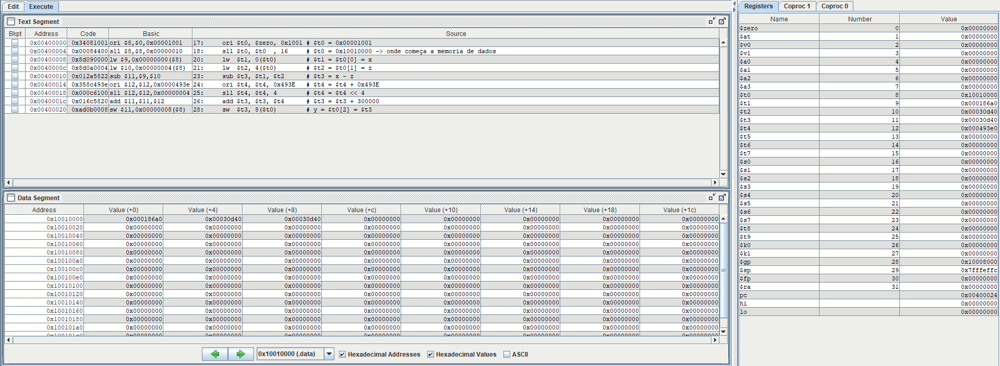 Edit Execute
Text Segment
Bkpt Address Code Basic Source
0x00400000 0x34081001 ori $8,$0,0x00001001 17: ori $t0, $zero, 0x1001 # $t0 = 0x00001001
0x00400004 0x00084400 sll $8,$8,0x00000010 18: sll $t0, $t0 , 16 # $t0 = 0x10010000 -> onde começa a memoria de dados
0x00400008 0x8d090000 lw $9,0x00000000($8) 20: lw $t1, 0($t0) # $t1 = $t0[0] = x
0x0040000c 0x8d0a0004 lw $10,0x00000004($8) 21: lw $t2, 4($t0) # $t2 = $t0[1] = z
0x00400010 0x012a5822 sub $11,$9,$10 23: sub $t3, $t1, $t2 # $t3 = x - z
0x00400014 0x358c493e ori $12,$12,0x0000493e 24: ori $t4, $t4, 0x493E # $t4 = $t4 + 0x493E
0x00400018 0x000c6100 sll $12,$12,0x00000004 25: sll $t4, $t4, 4 # $t4 = $t4 << 4
0x0040001c 0x016c5820 add $11,$11,$12 26: add $t3, $t3, $t4 # $t3 = $t3 + 300000
0x00400020 0xad0b0008 sw $11,0x00000008($8) 28: sw $t3, 8($t0) # y = $t0[2] = $t3
Data Segment
Address Value (+0) Value (+4) Value (+8) Value (+c) Value (+10) Value (+14) Value (+18) Value (+1c)
0x10010000 0x000186a0 0x00030d40 0x00030d40 0x00000000 0x00000000 0x00000000 0x00000000 0x00000000
0x10010020 0x00000000 0x00000000 0x00000000 0x00000000 0x00000000 0x00000000 0x00000000 0x00000000
0x10010040 0x00000000 0x00000000 0x00000000 0x00000000 0x00000000 0x00000000 0x00000000 0x00000000
0x10010060 0x00000000 0x00000000 0x00000000 0x00000000 0x00000000 0x00000000 0x00000000 0x00000000
0x10010080 0x00000000 0x00000000 0x00000000 0x00000000 0x00000000 0x00000000 0x00000000 0x00000000
0x100100a0 0x00000000 0x00000000 0x00000000 0x00000000 0x00000000 0x00000000 0x00000000 0x00000000
0x100100c0 0x00000000 0x00000000 0x00000000 0x00000000 0x00000000 0x00000000 0x00000000 0x00000000
0x100100e0 0x00000000 0x00000000 0x00000000 0x00000000 0x00000000 0x00000000 0x00000000 0x00000000
0x10010100 0x00000000 0x00000000 0x00000000 0x00000000 0x00000000 0x00000000 0x00000000 0x00000000
0x10010120 0x00000000 0x00000000 0x00000000 0x00000000 0x00000000 0x00000000 0x00000000 0x00000000
0x10010140 0x00000000 0x00000000 0x00000000 0x00000000 0x00000000 0x00000000 0x00000000 0x00000000
0x10010160 0x00000000 0x00000000 0x00000000 0x00000000 0x00000000 0x00000000 0x00000000 0x00000000
0x10010180 0x00000000 0x00000000 0x00000000 0x00000000 0x00000000 0x00000000 0x00000000 0x00000000
0x100101a0 0x00000000 0x00000000 0x00000000 0x00000000 0x00000000 0x00000000 0x00000000 0x00000000
0x10010000 (.data) Hexadecimal Addresses Hexadecimal Values ASCII
Registers Coproc 1 Coproc 0
Name Number Value
$zero 0 0x00000000
$at 1 0x00000000
$v0 2 0x00000000
$v1 3 0x00000000
$a0 4 0x00000000
$a1 5 0x00000000
$a2 6 0x00000000
$a3 7 0x00000000
$t0 8 0x10010000
$t1 9 0x000186a0
$t2 10 0x00030d40
$t3 11 0x00030d40
$t4 12 0x000493e0
$t5 13 0x00000000
$t6 14 0x00000000
$t7 15 0x00000000
$s0 16 0x00000000
$s1 17 0x00000000
$s2 18 0x00000000
$s3 19 0x00000000
$s4 20 0x00000000
$s5 21 0x00000000
$s6 22 0x00000000
$s7 23 0x00000000
$t8 24 0x00000000
$t9 25 0x00000000
$k0 26 0x00000000
$k1 27 0x00000000
$gp 28 0x10008000
$sp 29 0x7fffeffc
$fp 30 0x00000000
$ra 31 0x00000000
pc 0x00400024
hi 0x00000000
lo 0x00000000